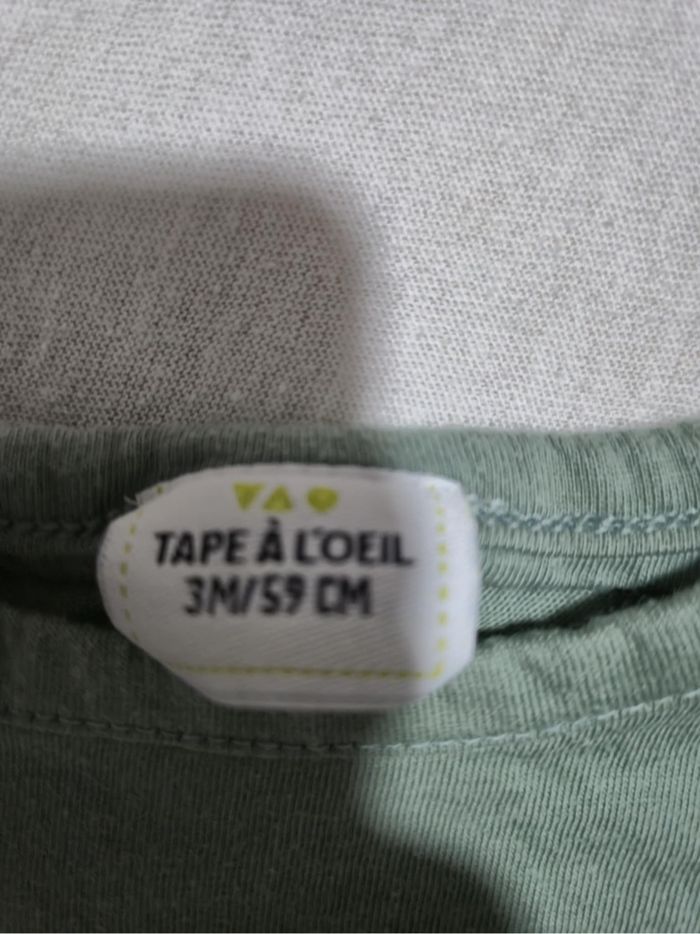 TAPE À L'OEIL
3M/59 CM